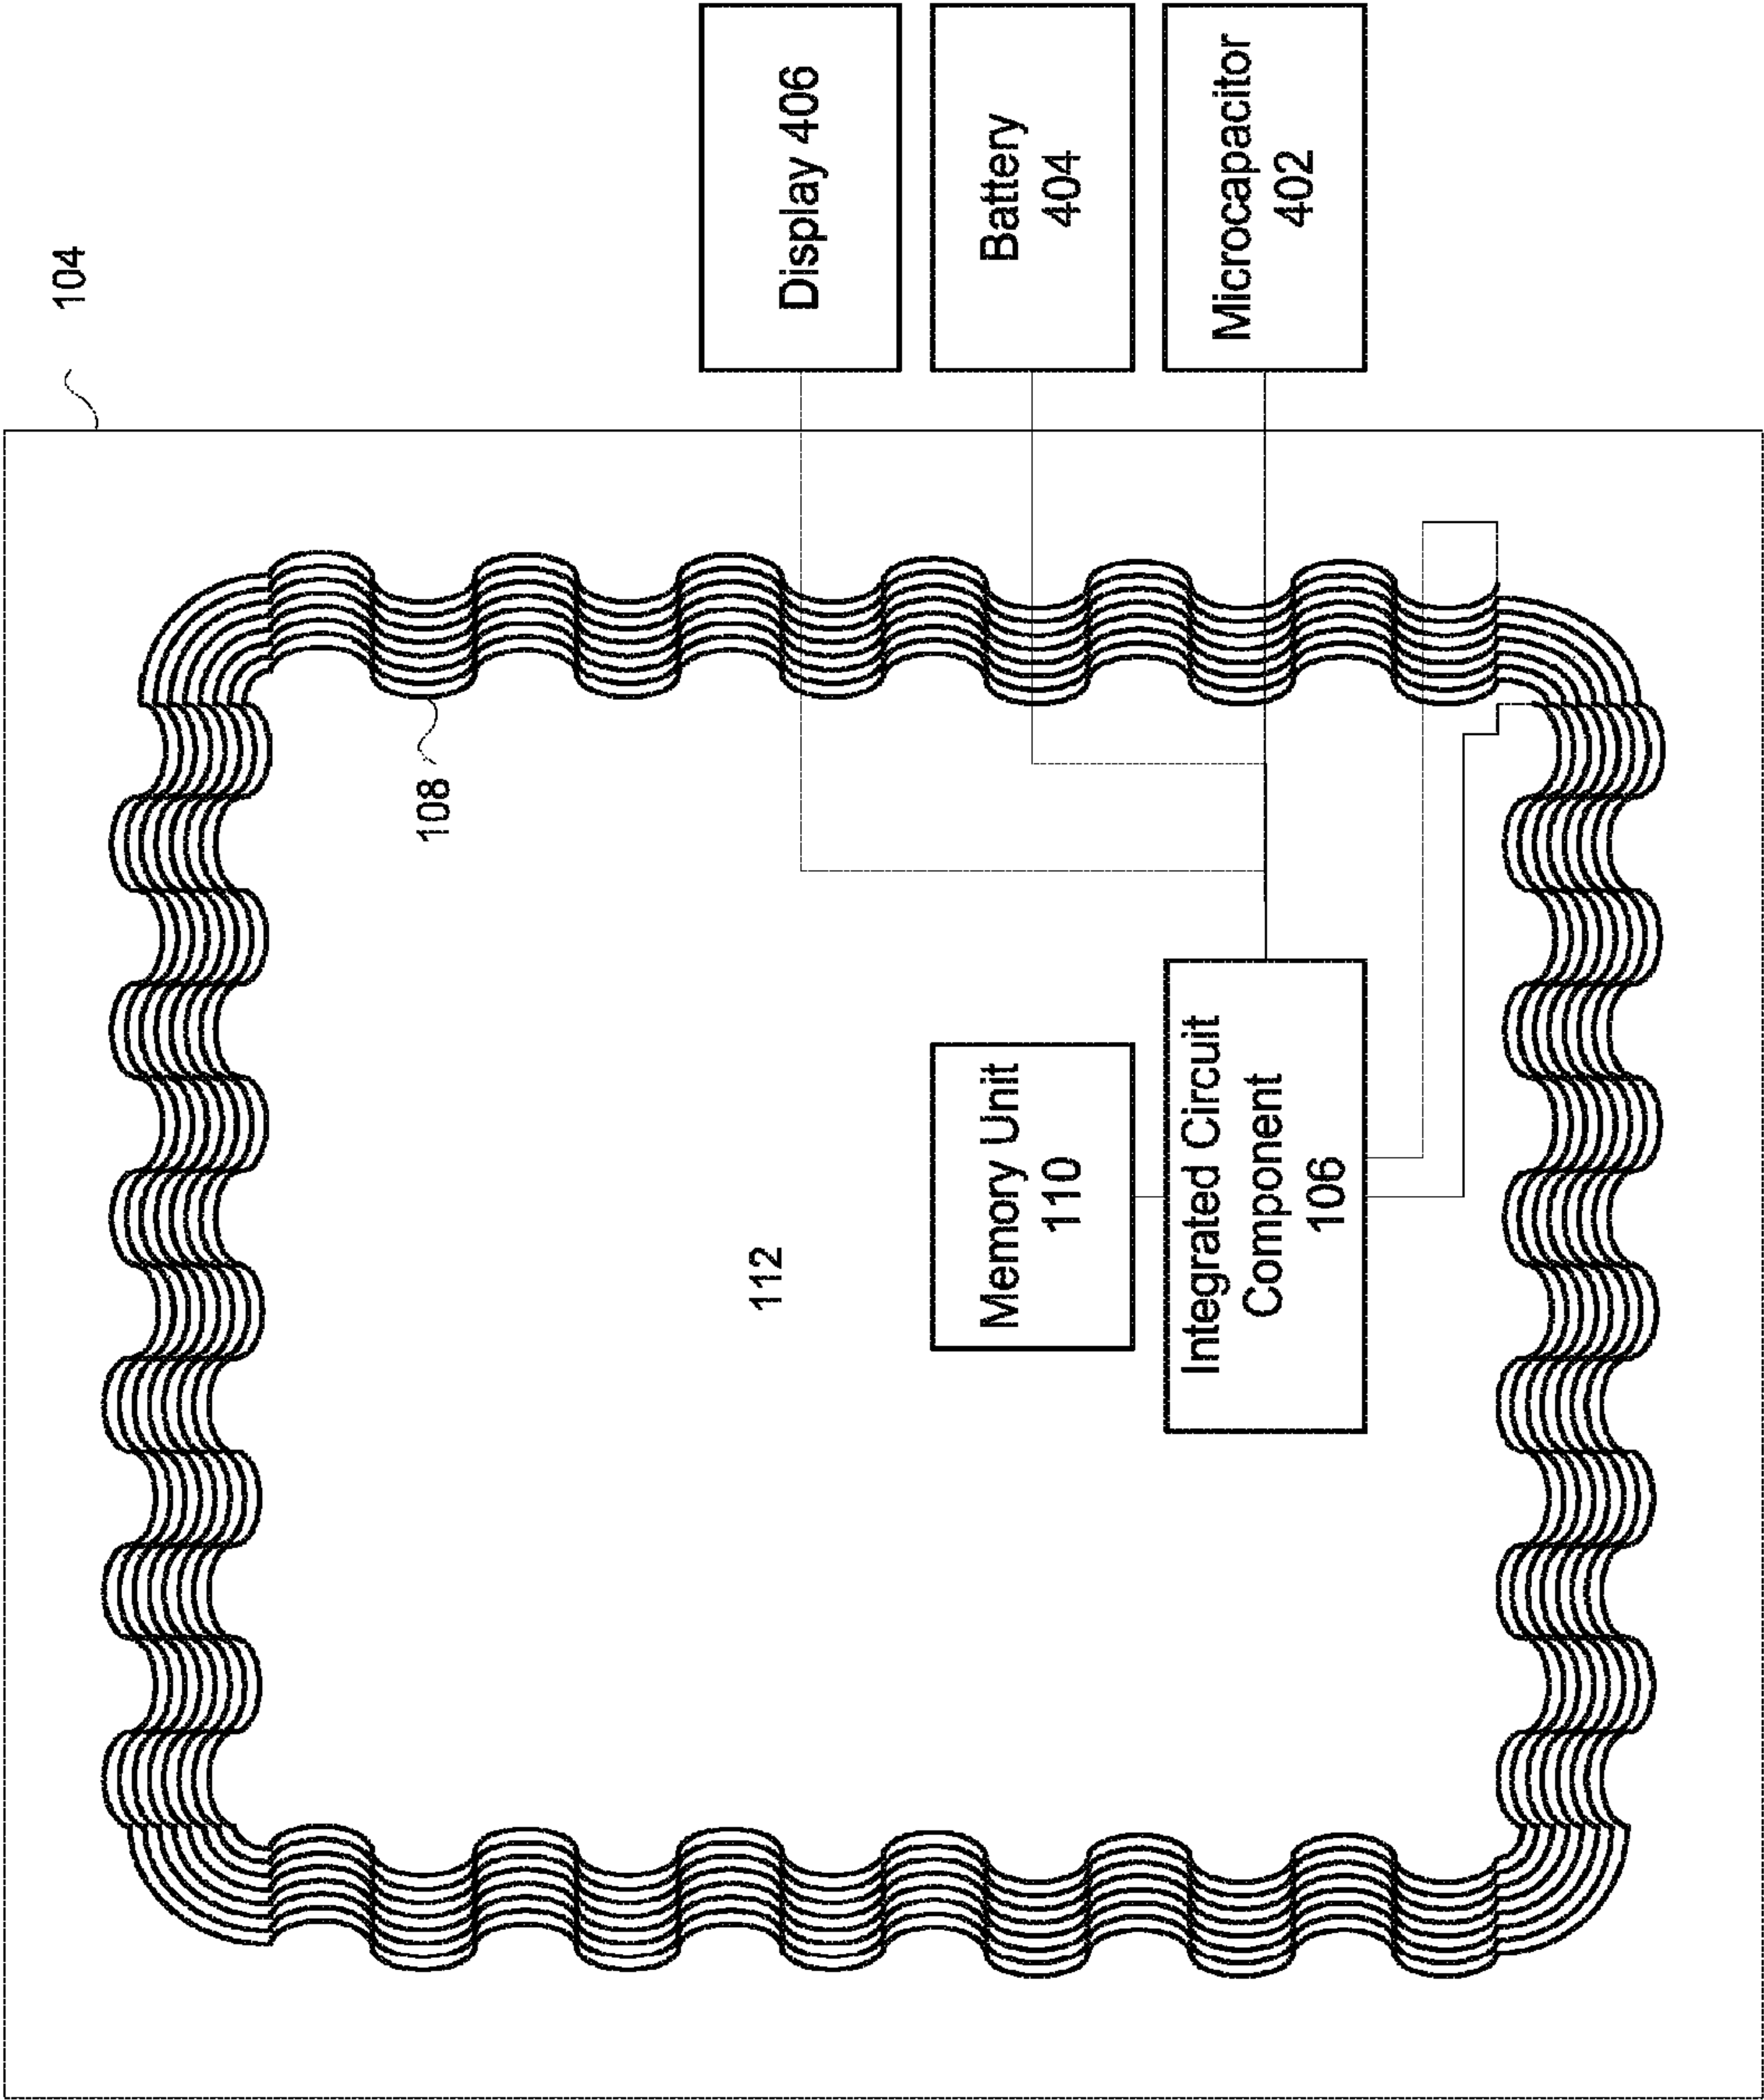 104
Display 406
Battery
404
Microcapacitor
402
108
112
Memory Unit
110
Integrated Circuit
Component
106